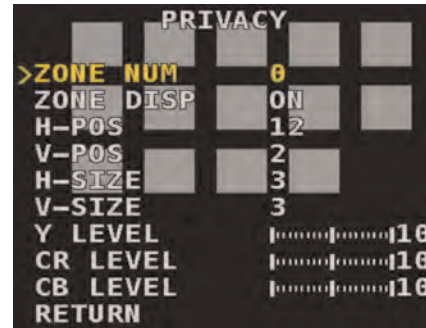 PRIVACY
>ZONE NUM 0
ZONE DISP ON
H-POS 12
V-POS 2
H-SIZE 3
V-SIZE 3
Y LEVEL 10
CR LEVEL 10
CB LEVEL 10
RETURN